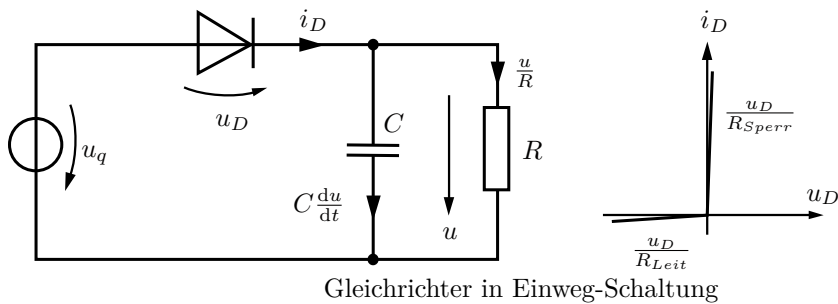 i_D
u_D
u_q
C
C du/dt
u
u/R
R
i_D
u_D/R_Sperr
u_D
u_D/R_Leit
Gleichrichter in Einweg-Schaltung